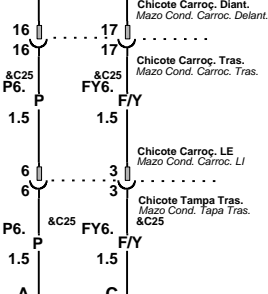 Chicote Carroç. Diant.
Mazo Cond. Carroc. Delant.
16 17
16 17
Chicote Carroç. Tras.
Mazo Cond. Carroc. Tras.
&C25 &C25
P6. FY6.
P F/Y
1.5 1.5
Chicote Carroç. LE
Mazo Cond. Carroc. LI
6 3
6 3
Chicote Tampa Tras.
Mazo Cond. Tapa Tras.
&C25 &C25
P6. FY6.
P F/Y
1.5 1.5
A C